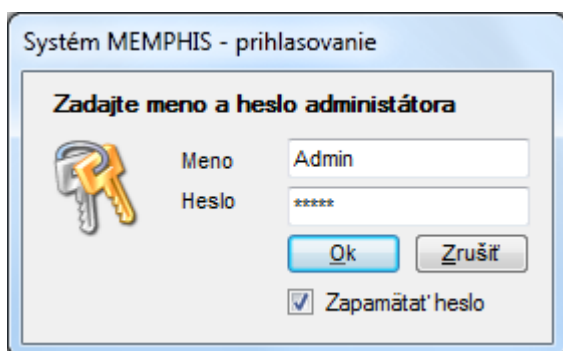 Systém MEMPHIS - prihlasovanie
Zadajte meno a heslo administátora
Meno Admin
Heslo *****
Ok Zrušiť
Zapamätať heslo